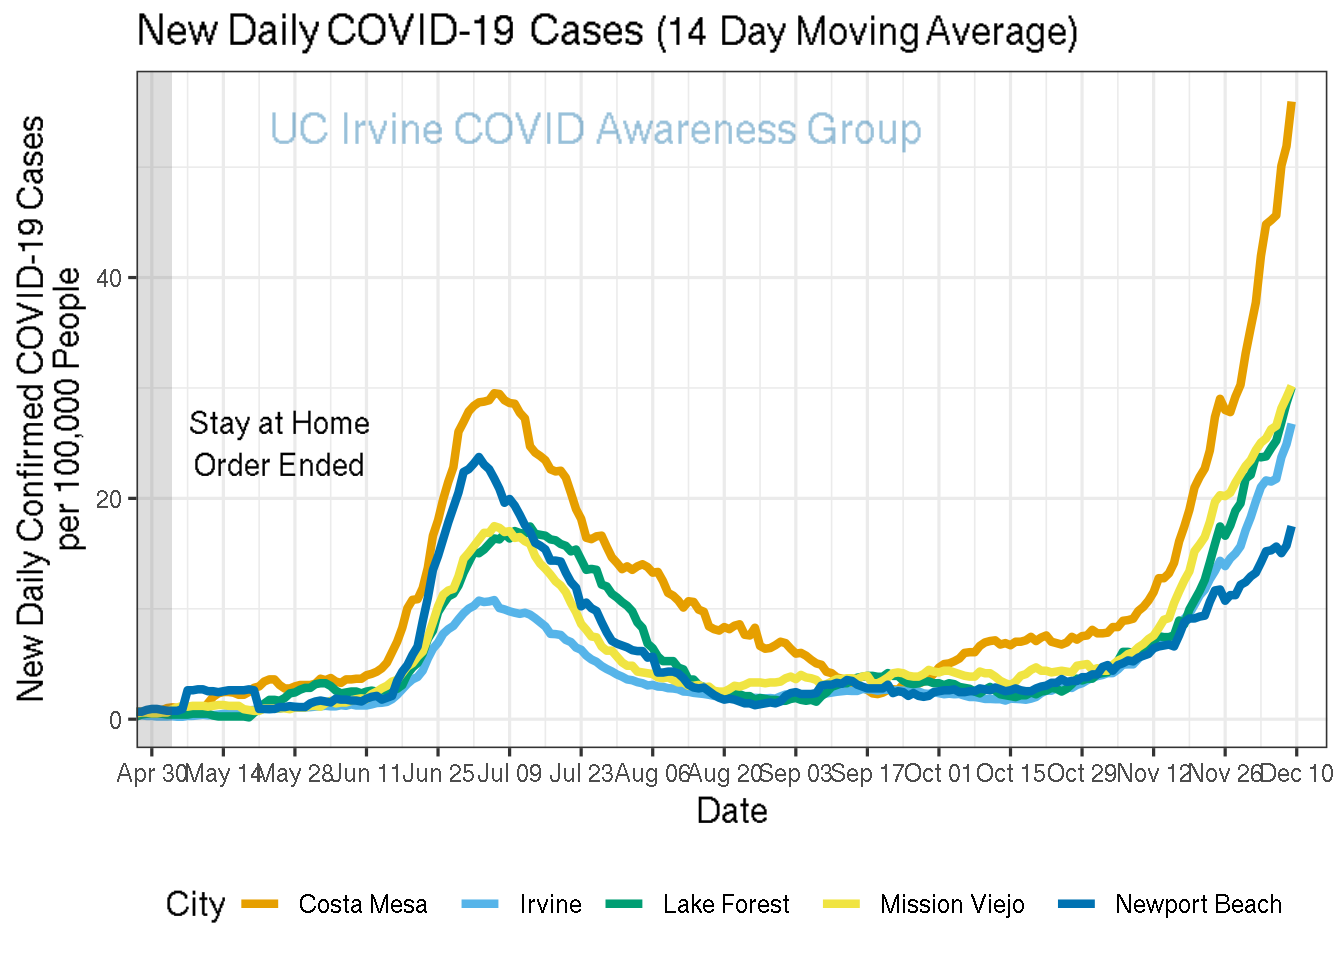 New Daily COVID-19 Cases (14 Day Moving Average)
UC Irvine COVID Awareness Group
New Daily Confirmed COVID-19 Cases
per 100,000 People
40
20
0
Stay at Home
Order Ended
Apr 30 May 14 May 28 Jun 11 Jun 25 Jul 09 Jul 23 Aug 06 Aug 20 Sep 03 Sep 17 Oct 01 Oct 15 Oct 29 Nov 12 Nov 26 Dec 10
Date
City Costa Mesa Irvine Lake Forest Mission Viejo Newport Beach